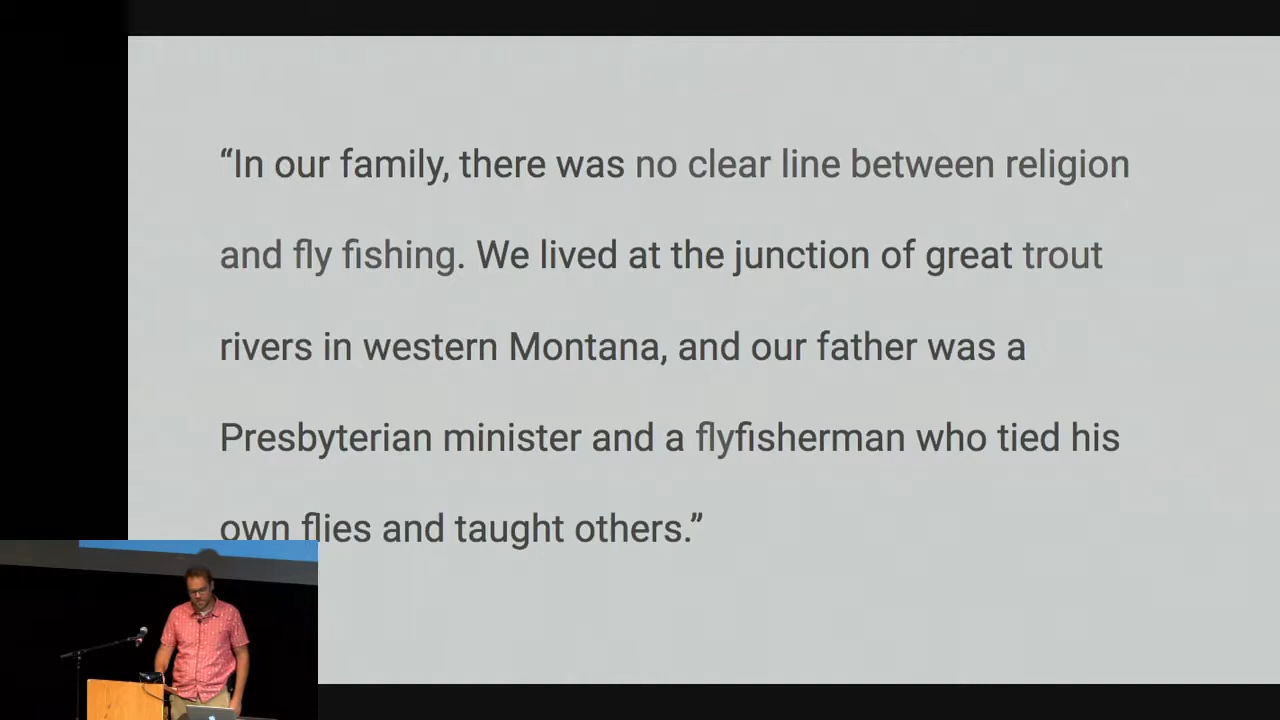 “In our family, there was no clear line between religion
and fly fishing. We lived at the junction of great trout
rivers in western Montana, and our father was a
Presbyterian minister and a flyfisherman who tied his
own flies and taught others.”